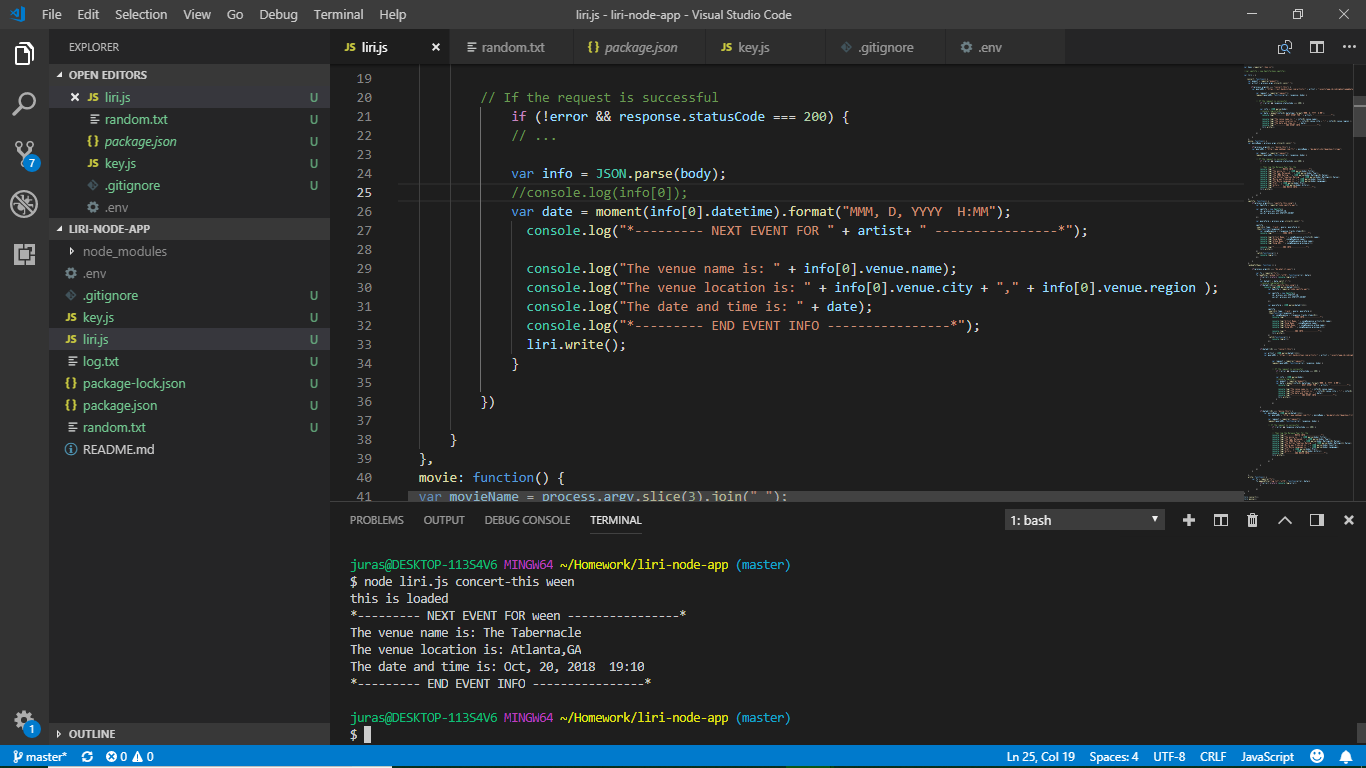 File Edit Selection View Go Debug Terminal Help
liri.js - liri-node-app - Visual Studio Code
EXPLORER
OPEN EDITORS
JS liri.js U
random.txt U
{} package.json U
JS key.js U
.gitignore U
.env
LIRI-NODE-APP
node_modules
.env
.gitignore U
JS key.js U
JS liri.js U
log.txt U
{} package-lock.json U
{} package.json U
random.txt U
README.md
OUTLINE
7
1
JS liri.js random.txt {} package.json JS key.js .gitignore .env
19
20 // If the request is successful
21 if (!error && response.statusCode === 200) {
22 // ...
23
24 var info = JSON.parse(body);
25 //console.log(info[0]);
26 var date = moment(info[0].datetime).format("MMM, D, YYYY  H:MM");
27 console.log("*--------- NEXT EVENT FOR " + artist+ " ----------------*");
28
29 console.log("The venue name is: " + info[0].venue.name);
30 console.log("The venue location is: " + info[0].venue.city + "," + info[0].venue.region );
31 console.log("The date and time is: " + date);
32 console.log("*--------- END EVENT INFO ----------------*");
33 liri.write();
34 }
35
36 })
37
38 }
39 },
40 movie: function() {
41 var movieName = process.argv.slice(3).join(" ");
PROBLEMS OUTPUT DEBUG CONSOLE TERMINAL
1: bash
juras@DESKTOP-113S4V6 MINGW64 ~/Homework/liri-node-app (master)
$ node liri.js concert-this ween
this is loaded
*--------- NEXT EVENT FOR ween ----------------*
The venue name is: The Tabernacle
The venue location is: Atlanta,GA
The date and time is: Oct, 20, 2018  19:10
*--------- END EVENT INFO ----------------*
juras@DESKTOP-113S4V6 MINGW64 ~/Homework/liri-node-app (master)
$
master* 0 0 Ln 25, Col 19 Spaces: 4 UTF-8 CRLF JavaScript